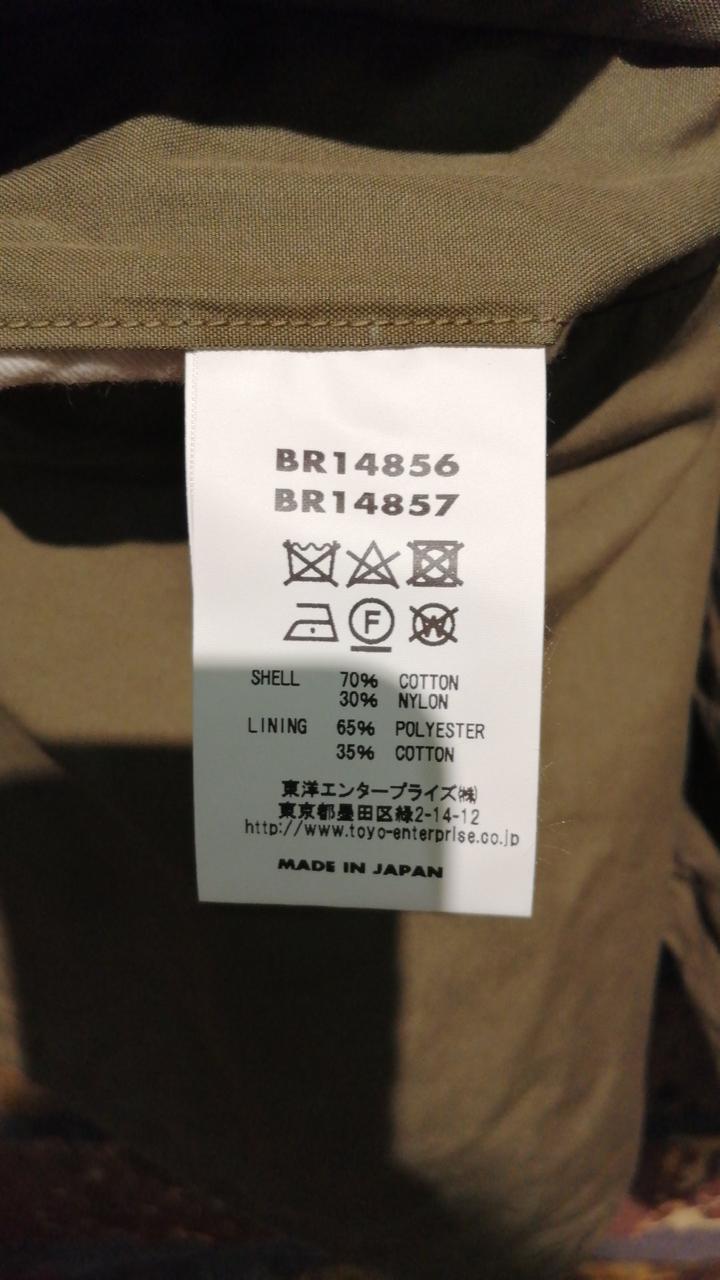 BR14856
BR14857
F W
SHELL 70% COTTON
30% NYLON
LINING 65% POLYESTER
35% COTTON
東洋エンタープライズ㈱
東京都墨田区緑2-14-12
http://www.toyo-enterprise.co.jp
MADE IN JAPAN